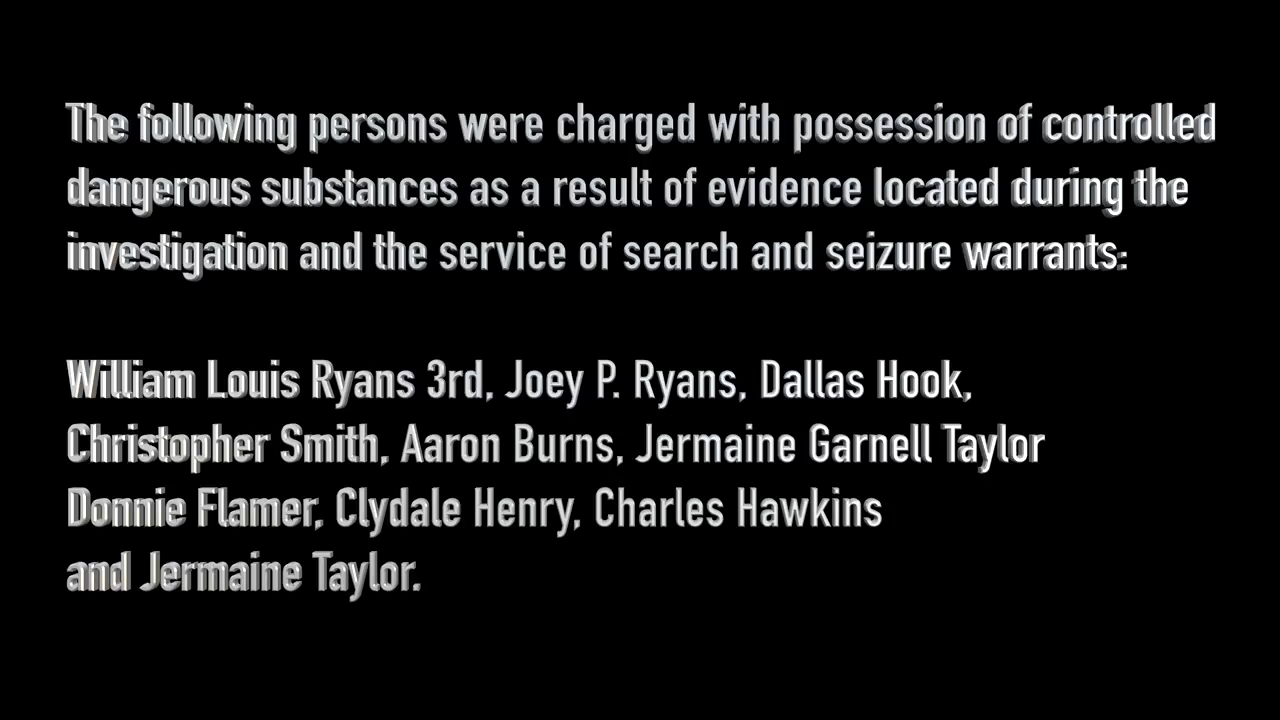 The following persons were charged with possession of controlled
dangerous substances as a result of evidence located during the
investigation and the service of search and seizure warrants:
William Louis Ryans 3rd, Joey P. Ryans, Dallas Hook,
Christopher Smith, Aaron Burns, Jermaine Garnell Taylor
Donnie Flamer, Clydale Henry, Charles Hawkins
and Jermaine Taylor.